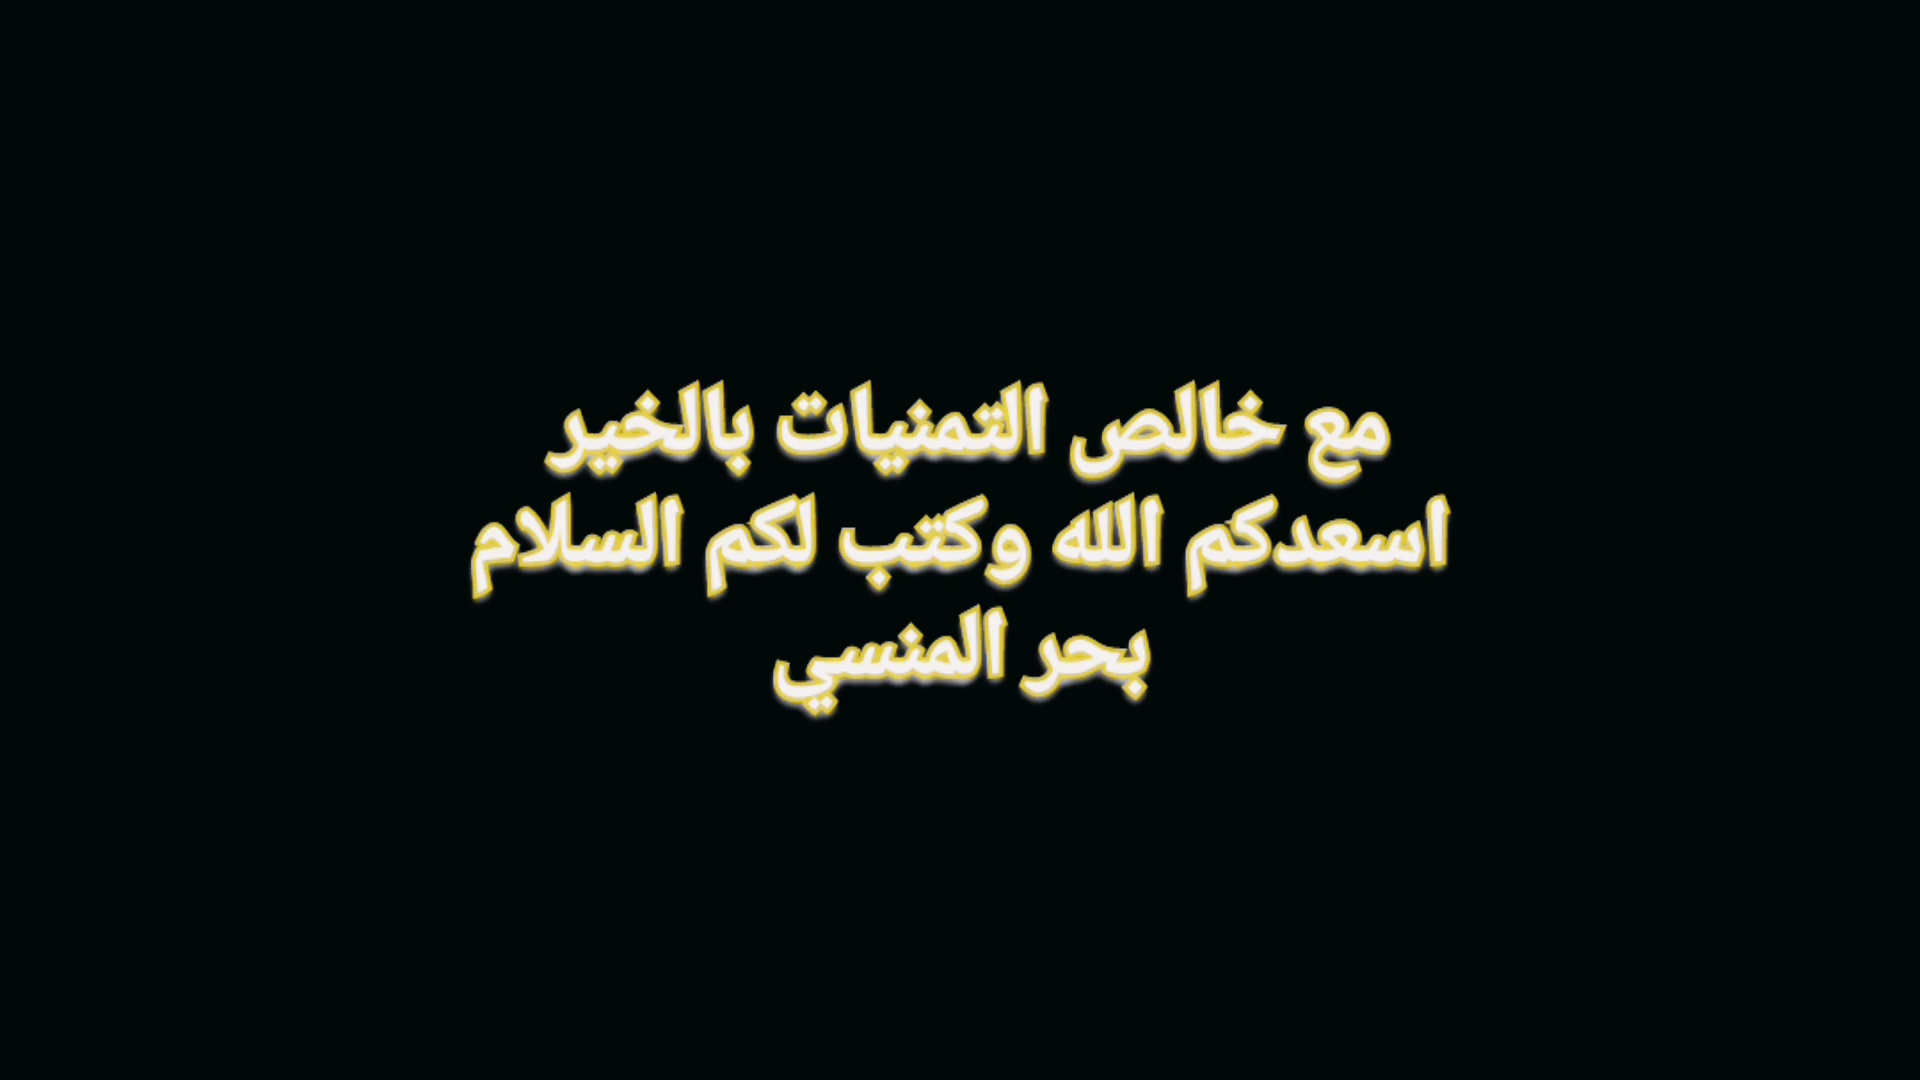 مع خالص التمنيات بالخير
اسعدكم الله وكتب لكم السلام
بحر المنسي